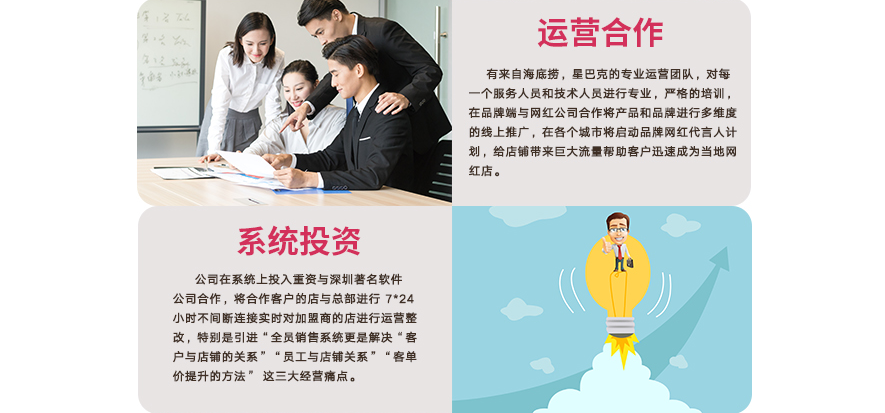 运营合作
有来自海底捞，星巴克的专业运营团队，对每
一个服务人员和技术人员进行专业，严格的培训，
在品牌端与网红公司合作将产品和品牌进行多维度
的线上推广，在各个城市将启动品牌网红代言人计
划，给店铺带来巨大流量帮助客户迅速成为当地网
红店。
系统投资
公司在系统上投入重资与深圳著名软件
公司合作，将合作客户的店与总部进行 7*24
小时不间断连接实时对加盟商的店进行运营整
改，特别是引进“全员销售系统更是解决“客
户与店铺的关系”“员工与店铺关系”“客单
价提升的方法” 这三大经营痛点。